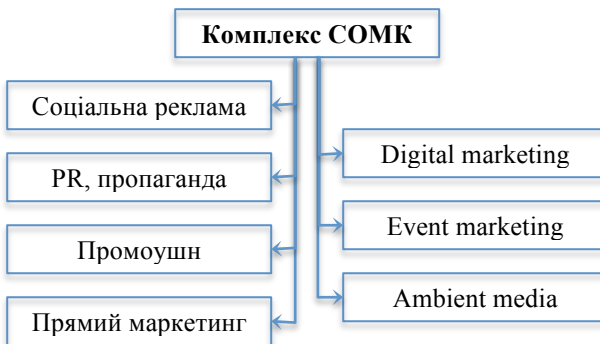 Комплекс СОМК
Соціальна реклама
PR, пропаганда
Промоушн
Прямий маркетинг
Digital marketing
Event marketing
Ambient media